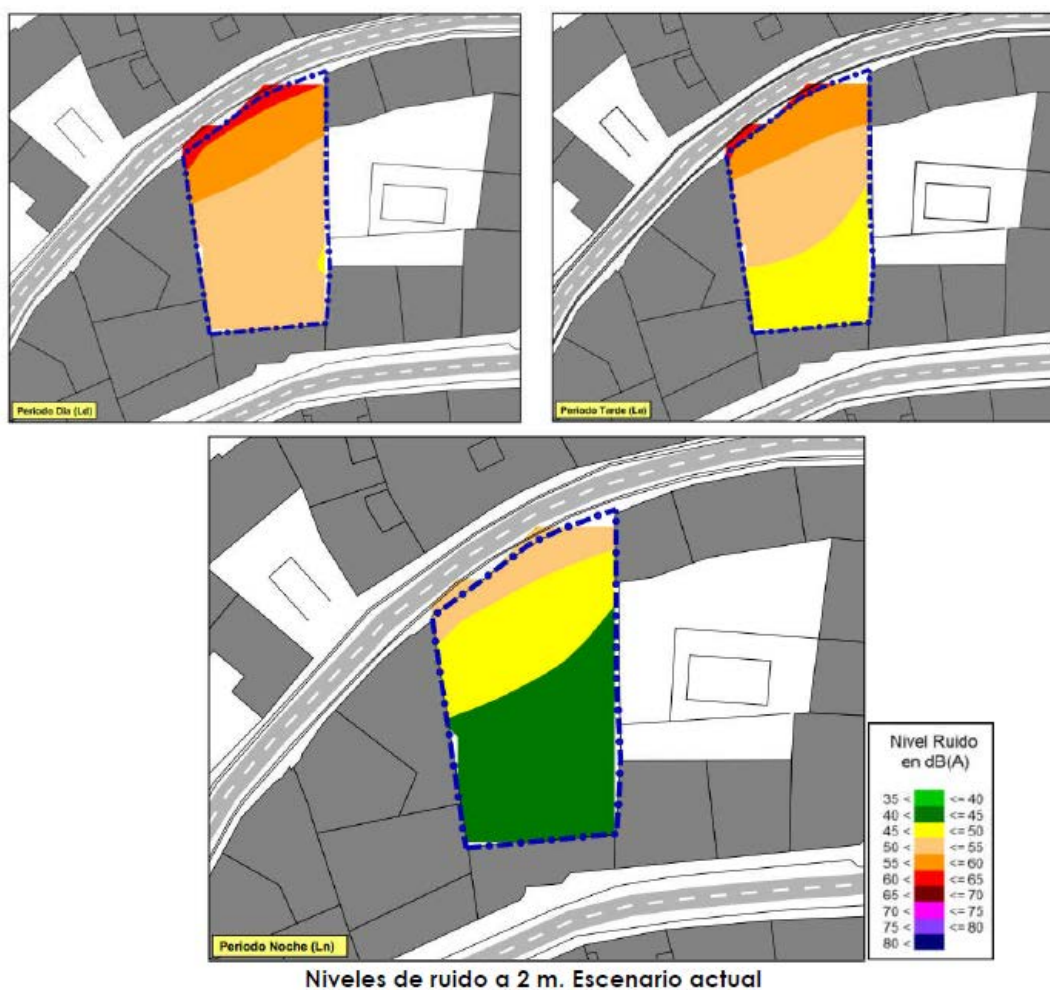 Periodo Día (Ld)
Periodo Tarde (Le)
Periodo Noche (Ln)
Nivel Ruido
en dB(A)
35 < <= 40
40 < <= 45
45 < <= 50
50 < <= 55
55 < <= 60
60 < <= 65
65 < <= 70
70 < <= 75
75 < <= 80
80 <
Niveles de ruido a 2 m. Escenario actual